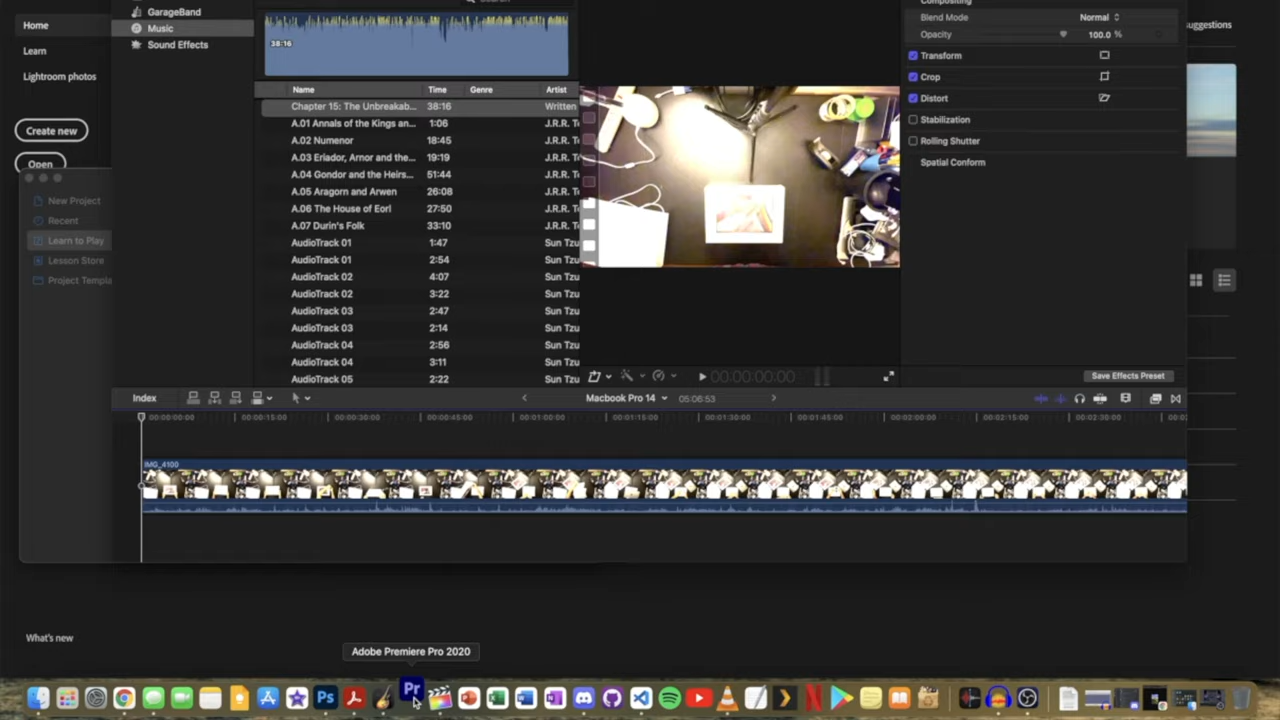 Home
Learn
Lightroom photos
Create new
Open
New Project
Recent
Learn to Play
Lesson Store
Project Templa
What's new
GarageBand
Music
Sound Effects
38:16
Name Time Genre Artist
Chapter 15: The Unbreakab... 38:16 Written
A.01 Annals of the Kings an... 1:06 J.R.R. T
A.02 Numenor 18:45 J.R.R. T
A.03 Eriador, Arnor and the... 19:19 J.R.R. T
A.04 Gondor and the Heirs... 51:44 J.R.R. T
A.05 Aragorn and Arwen 26:08 J.R.R. T
A.06 The House of Eorl 27:50 J.R.R. T
A.07 Durin's Folk 33:10 J.R.R. T
AudioTrack 01 1:47 Sun Tzu
AudioTrack 01 2:54 Sun Tzu
AudioTrack 02 4:07 Sun Tzu
AudioTrack 02 3:22 Sun Tzu
AudioTrack 03 2:47 Sun Tzu
AudioTrack 03 2:14 Sun Tzu
AudioTrack 04 2:56 Sun Tzu
AudioTrack 04 3:11 Sun Tzu
AudioTrack 05 2:22 Sun Tzu
00:00:00:00
Compositing
Blend Mode Normal
Opacity 100.0 %
Transform
Crop
Distort
Stabilization
Rolling Shutter
Spatial Conform
Save Effects Preset
uggestions
Index
Macbook Pro 14 05:06:53
00:00:00:00 00:00:15:00 00:00:30:00 00:00:45:00 00:01:00:00 00:01:15:00 00:01:30:00 00:01:45:00 00:02:00:00 00:02:15:00 00:02:30:00 00:0
IMG_4100
Adobe Premiere Pro 2020
Ps
Pr